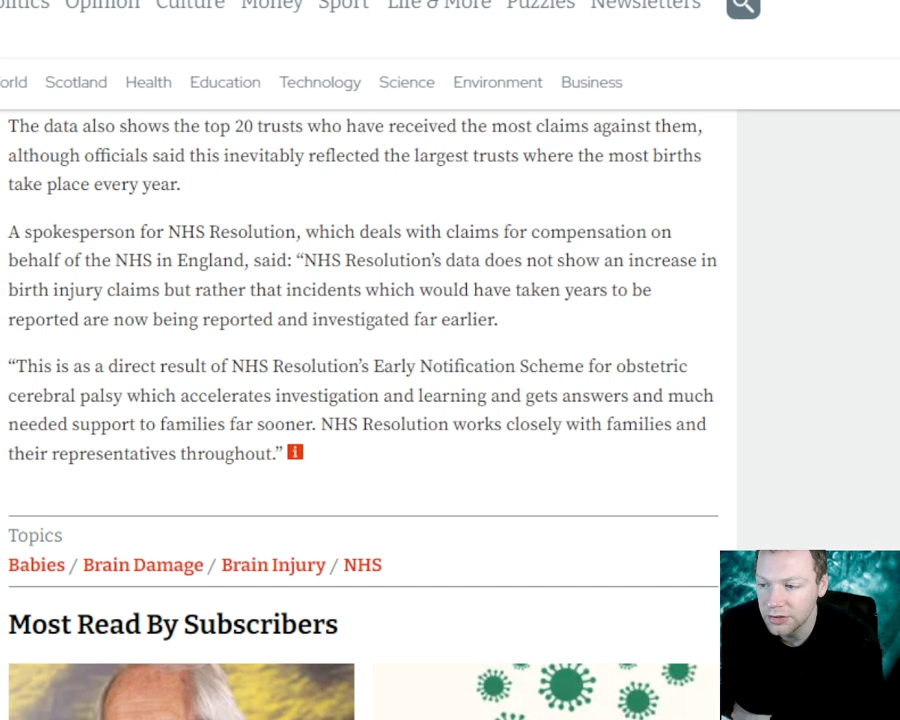 olitics Opinion Culture Money Sport Life & More Puzzles Newsletters
orld Scotland Health Education Technology Science Environment Business
The data also shows the top 20 trusts who have received the most claims against them,
although officials said this inevitably reflected the largest trusts where the most births
take place every year.
A spokesperson for NHS Resolution, which deals with claims for compensation on
behalf of the NHS in England, said: “NHS Resolution’s data does not show an increase in
birth injury claims but rather that incidents which would have taken years to be
reported are now being reported and investigated far earlier.
“This is as a direct result of NHS Resolution’s Early Notification Scheme for obstetric
cerebral palsy which accelerates investigation and learning and gets answers and much
needed support to families far sooner. NHS Resolution works closely with families and
their representatives throughout.” i
Topics
Babies / Brain Damage / Brain Injury / NHS
Most Read By Subscribers